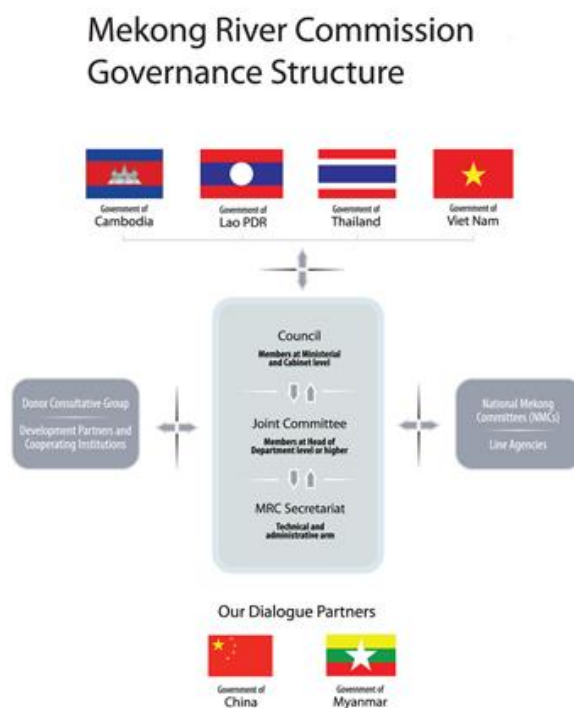 Mekong River Commission
Governance Structure
Government of
Cambodia
Government of
Lao PDR
Government of
Thailand
Government of
Viet Nam
Council
Members at Ministerial
and Cabinet level
Donor Consultative Group
Development Partners and
Cooperating Institutions
Joint Committee
Members at Head of
Department level or higher
National Mekong
Committees (NMCs)
Line Agencies
MRC Secretariat
Technical and
administrative arm
Our Dialogue Partners
Government of
China
Government of
Myanmar